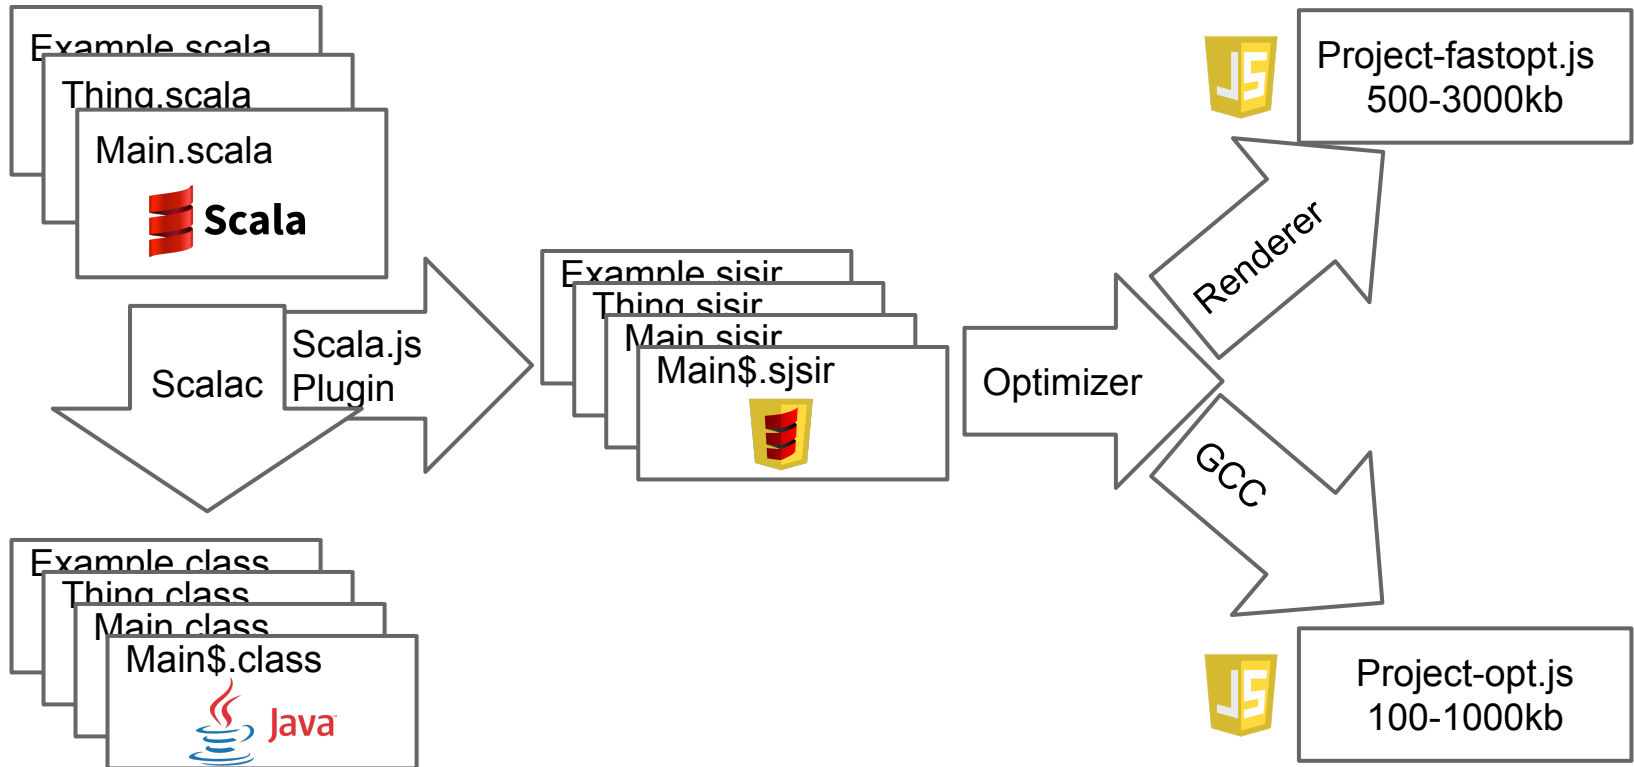 Example.scala
Thing.scala
Main.scala
Scala
Scalac
Scala.js
Plugin
Example.sjsir
Thing.sjsir
Main.sjsir
Main$.sjsir
Optimizer
Renderer
GCC
JS
Project-fastopt.js
500-3000kb
Example.class
Thing.class
Main.class
Main$.class
Java
JS
Project-opt.js
100-1000kb